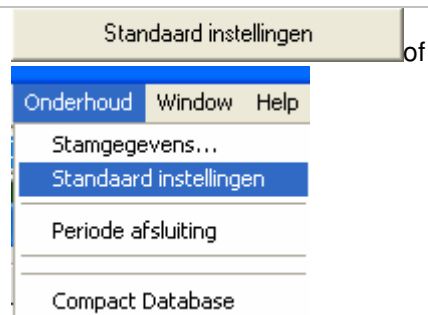 Standaard instellingen of
Onderhoud Window Help
Stamgegevens...
Standaard instellingen
Periode afsluiting
Compact Database